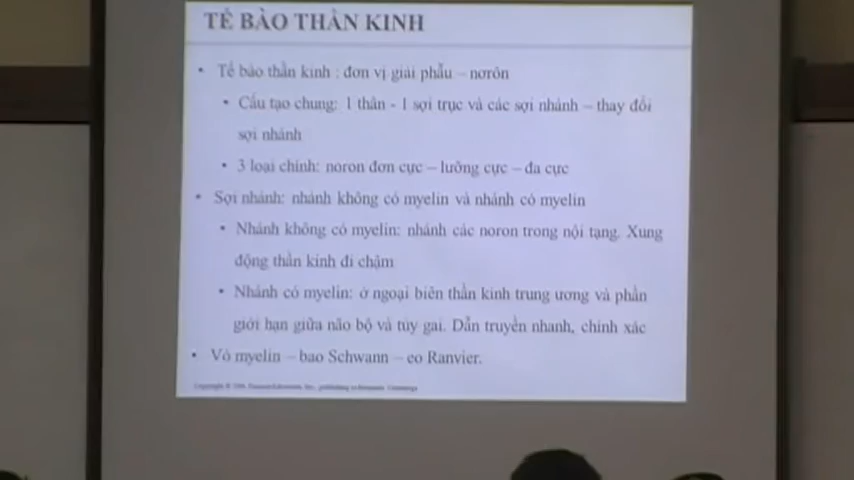 TẾ BÀO THẦN KINH
• Tế bào thần kinh : đơn vị giải phẫu – nơrôn
• Cấu tạo chung: 1 thân - 1 sợi trục và các sợi nhánh – thay đổi
sợi nhánh
• 3 loại chính: noron đơn cực – lưỡng cực – đa cực
• Sợi nhánh: nhánh không có myelin và nhánh có myelin
• Nhánh không có myelin: nhánh các noron trong nội tạng. Xung
động thần kinh đi chậm
• Nhánh có myelin: ở ngoại biên thần kinh trung ương và phần
giới hạn giữa não bộ và tủy gai. Dẫn truyền nhanh, chính xác
• Vỏ myelin – bao Schwann – eo Ranvier.
Copyright ©